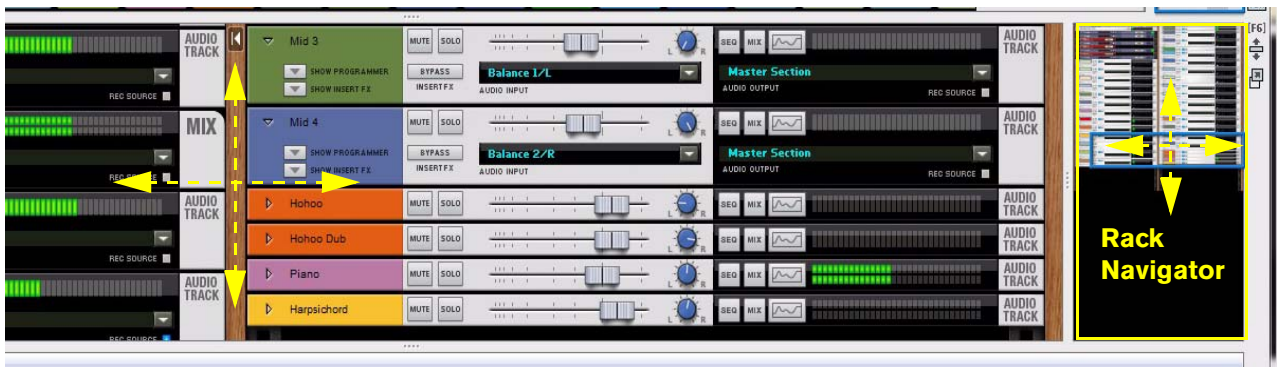 AUDIO
TRACK
REC SOURCE
MIX
REC SOURCE
AUDIO
TRACK
REC SOURCE
AUDIO
TRACK
REC SOURCE
Mid 3
MUTE SOLO
L R
SEQ MIX
AUDIO
TRACK
SHOW PROGRAMMER
BYPASS
Balance 1/L
Master Section
SHOW INSERT FX
INSERT FX
AUDIO INPUT
AUDIO OUTPUT
REC SOURCE
Mid 4
MUTE SOLO
L R
SEQ MIX
AUDIO
TRACK
SHOW PROGRAMMER
BYPASS
Balance 2/R
Master Section
SHOW INSERT FX
INSERT FX
AUDIO INPUT
AUDIO OUTPUT
REC SOURCE
Hohoo
MUTE SOLO
L R
SEQ MIX
AUDIO
TRACK
Hohoo Dub
MUTE SOLO
L R
SEQ MIX
AUDIO
TRACK
Piano
MUTE SOLO
L R
SEQ MIX
AUDIO
TRACK
Harpsichord
MUTE SOLO
L R
SEQ MIX
AUDIO
TRACK
[F6]
Rack
Navigator